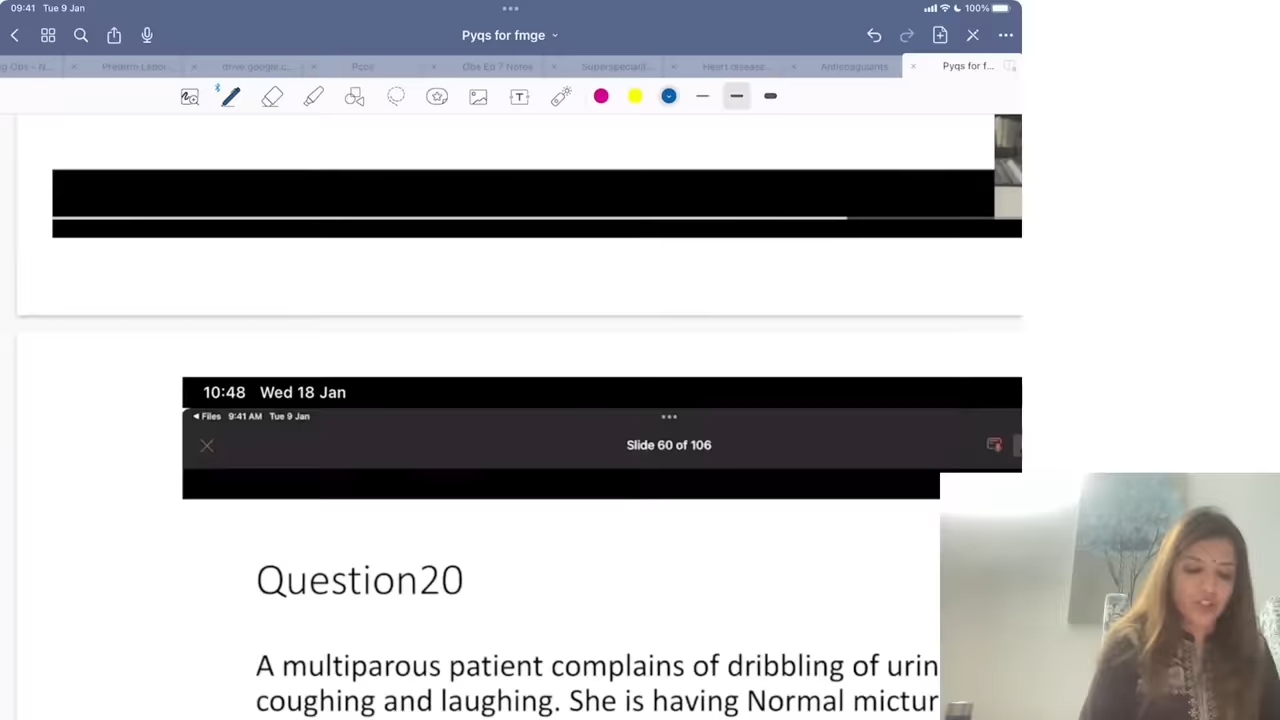 09:41 Tue 9 Jan
100%
Pyqs for fmge
drive.google.c...
Pcos
Obs Ed 7 Notes
Superspeciali...
Heart disease...
Anticoagulants
Pyqs for f...
T
10:48 Wed 18 Jan
Files 9:41 AM Tue 9 Jan
Slide 60 of 106
Question20
A multiparous patient complains of dribbling of urin
coughing and laughing. She is having Normal mictur